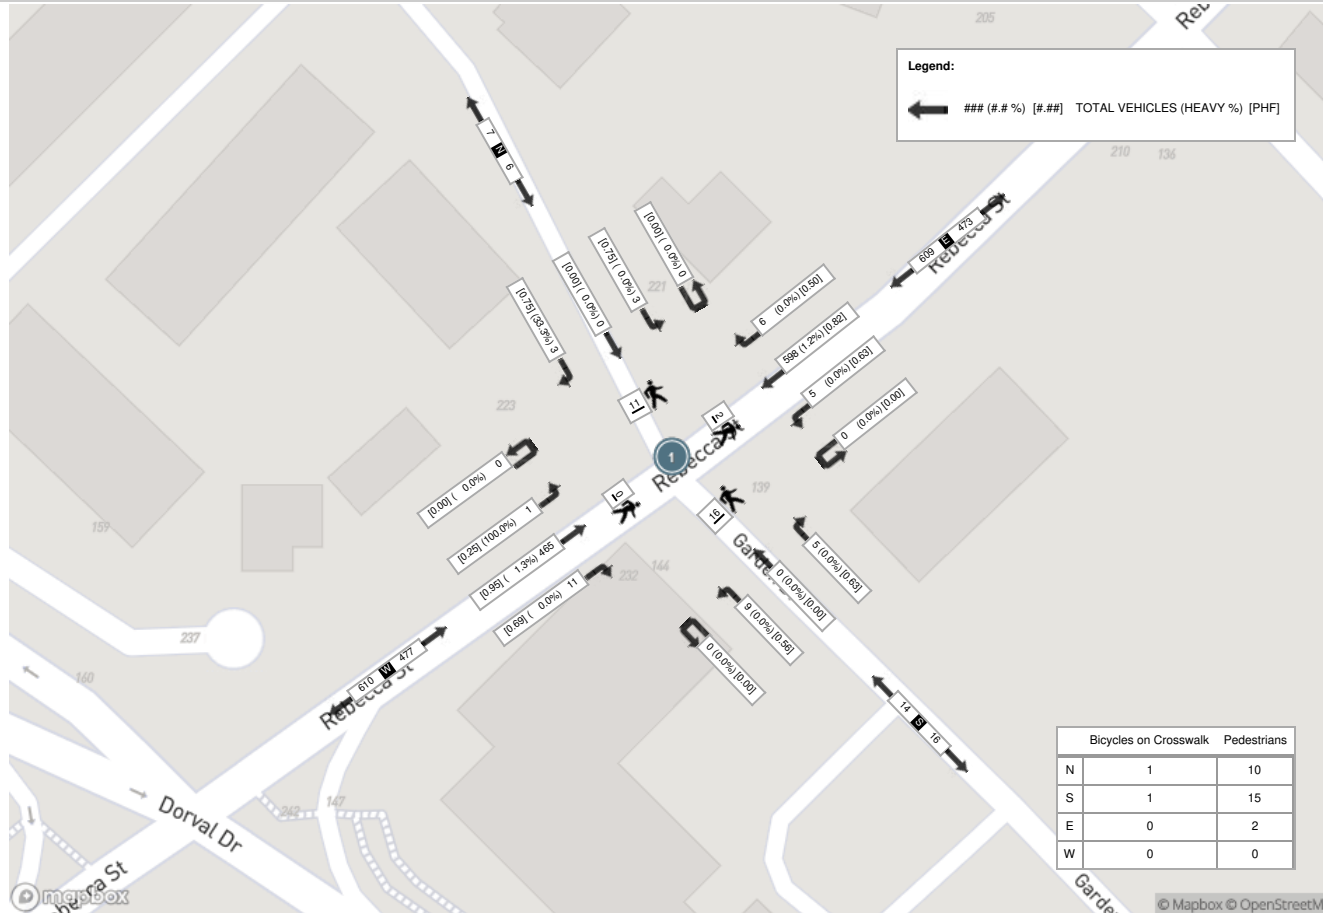 205
Reb
Legend:
### (#.# %) [#.##] TOTAL VEHICLES (HEAVY %) [PHF]
210
136
7 N 6
609 E 473
Rebecca St
[0.00] ( 0.0%) 0
[0.75] ( 0.0%) 3
[0.00] ( 0.0%) 0
[0.75] (33.3%) 3
221
6 (0.0%) [0.50]
598 (1.2%) [0.82]
5 (0.0%) [0.63]
0 (0.0%) [0.00]
223
11
2
1
Rebecca St
0
16
139
159
[0.00] ( 0.0%) 0
[0.25] (100.0%) 1
[0.95] ( 1.3%) 465
[0.69] ( 0.0%) 11
232
144
Garde
5 (0.0%) [0.63]
0 (0.0%) [0.00]
9 (0.0%) [0.56]
0 (0.0%) [0.00]
237
160
610 W 477
Rebecca St
14 S 16
Bicycles on Crosswalk Pedestrians
N 1 10
S 1 15
E 0 2
W 0 0
262
147
Dorval Dr
becca St
Garde
mapbox
© Mapbox © OpenStreetM